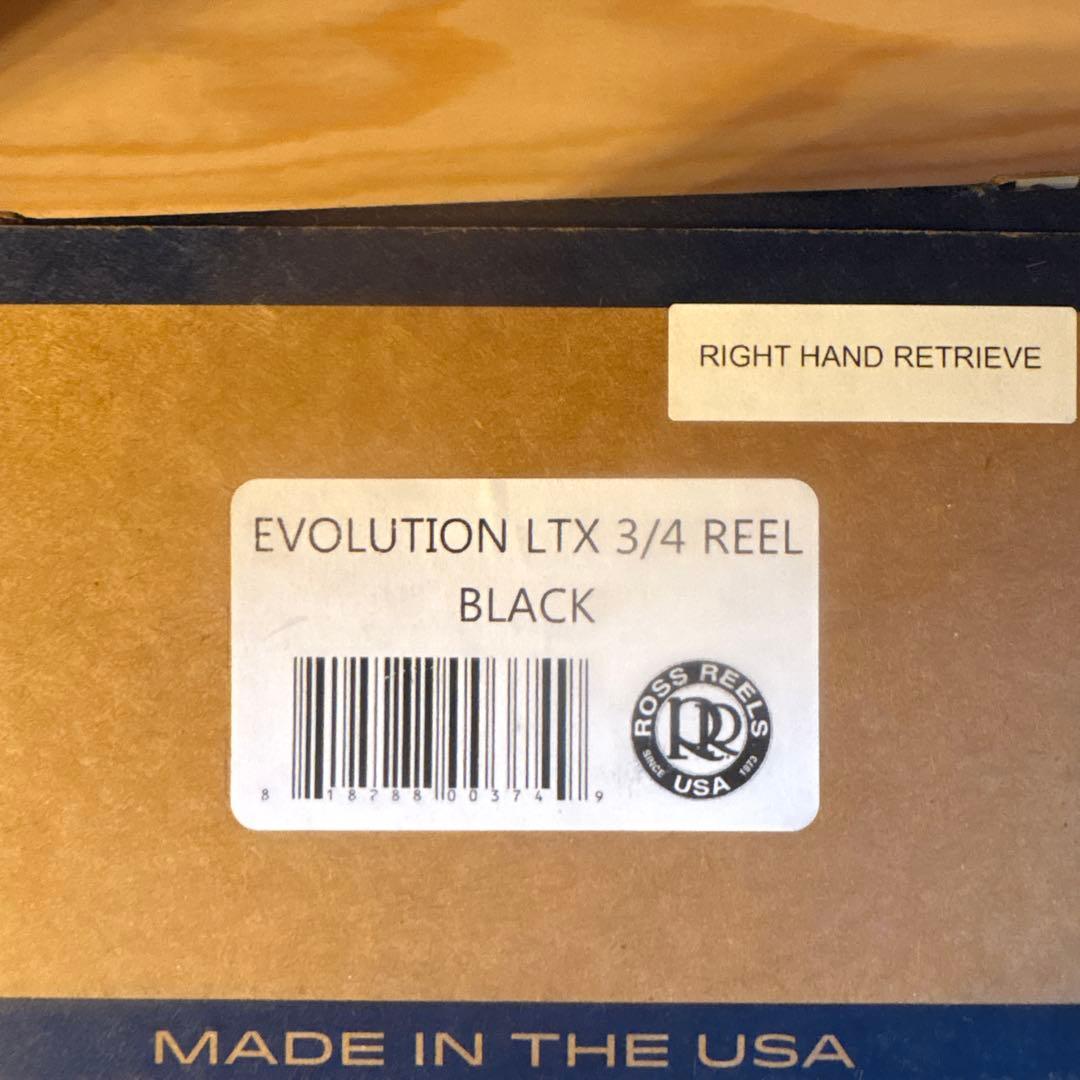 RIGHT HAND RETRIEVE
EVOLUTION LTX 3/4 REEL
BLACK
8 18788 00374 9
ROSS REELS
RR
SINCE 1973
USA
MADE IN THE USA